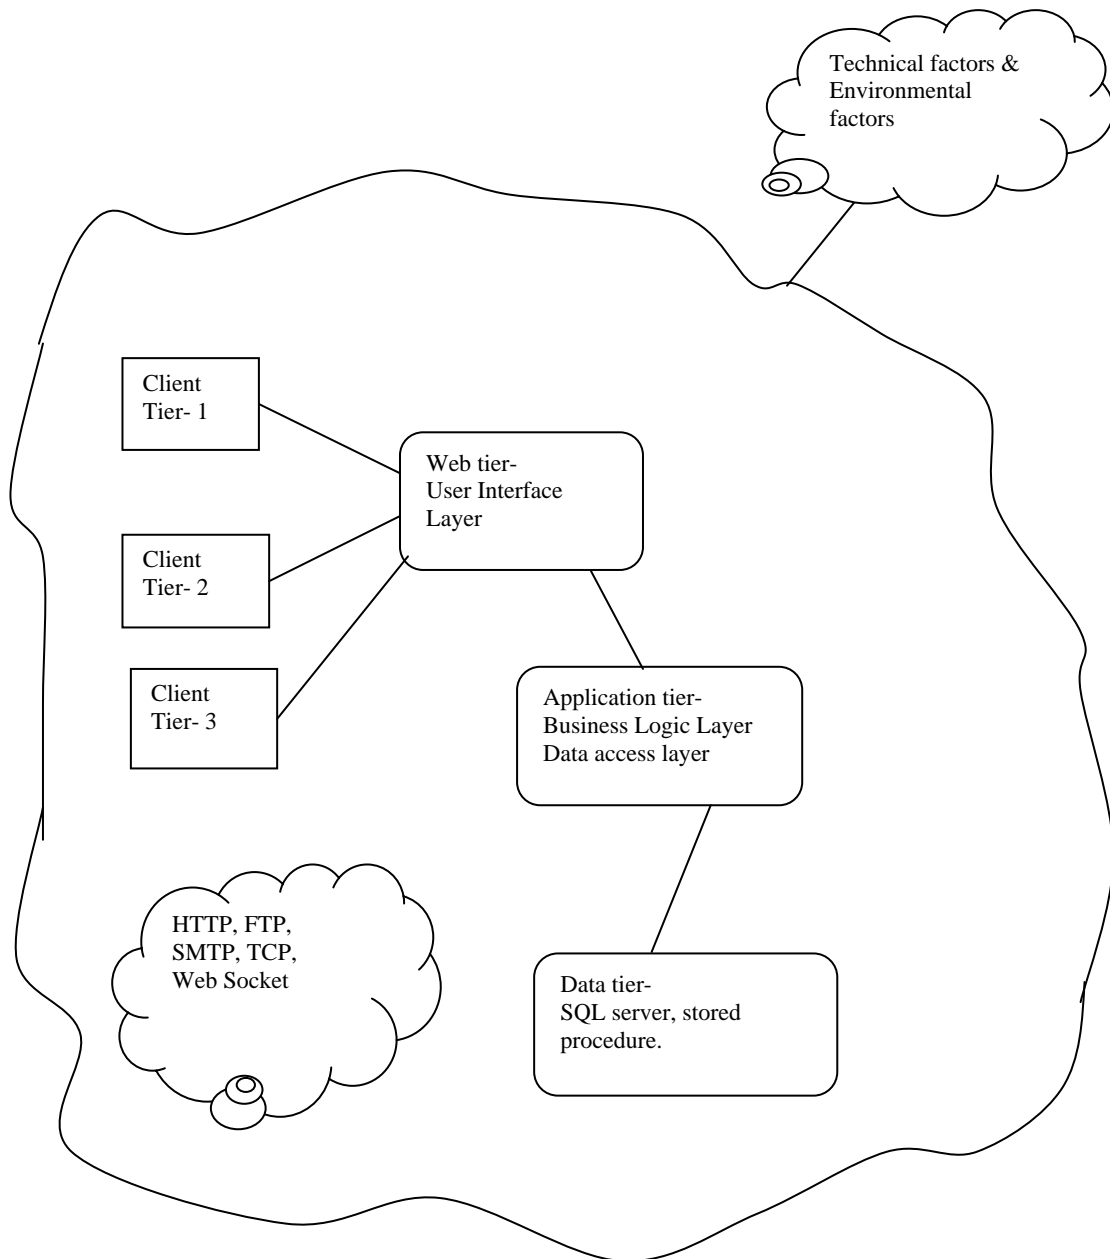 Technical factors &
Environmental
factors
Client
Tier- 1
Web tier-
User Interface
Layer
Client
Tier- 2
Client
Tier- 3
Application tier-
Business Logic Layer
Data access layer
HTTP, FTP,
SMTP, TCP,
Web Socket
Data tier-
SQL server, stored
procedure.